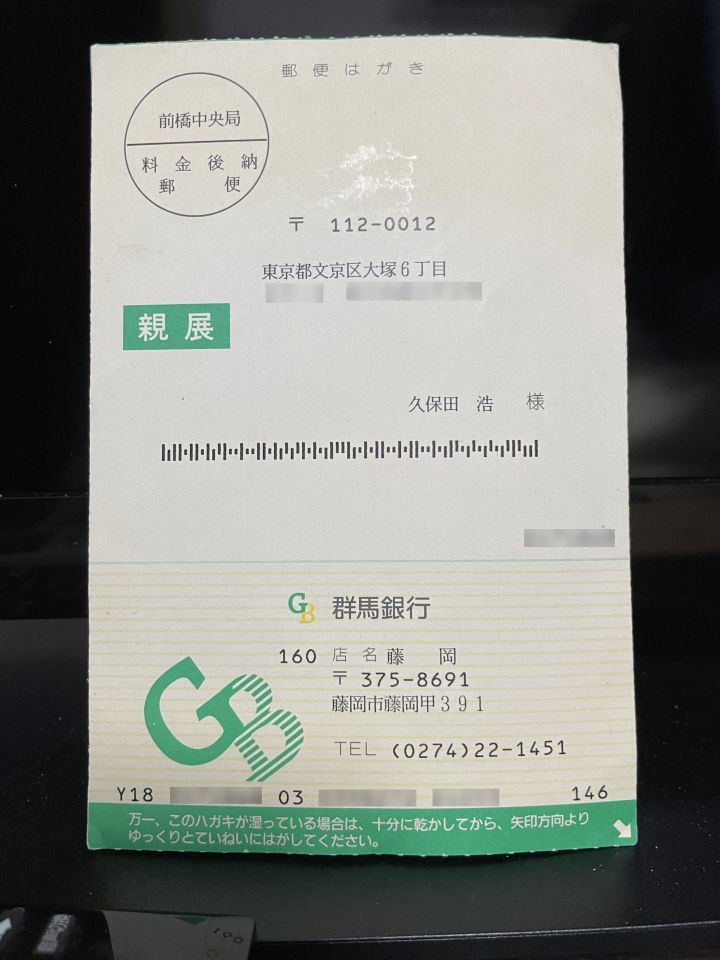 郵便はがき
前橋中央局
料金後納
郵便
〒 112-0012
東京都文京区大塚6丁目
親展
久保田 浩 様
GB 群馬銀行
160 店名 藤 岡
〒 375-8691
藤岡市藤岡甲391
TEL (0274)22-1451
GB
Y18 03 146
万一、このハガキが湿っている場合は、十分に乾かしてから、矢印方向より
ゆっくりとていねいにはがしてください。